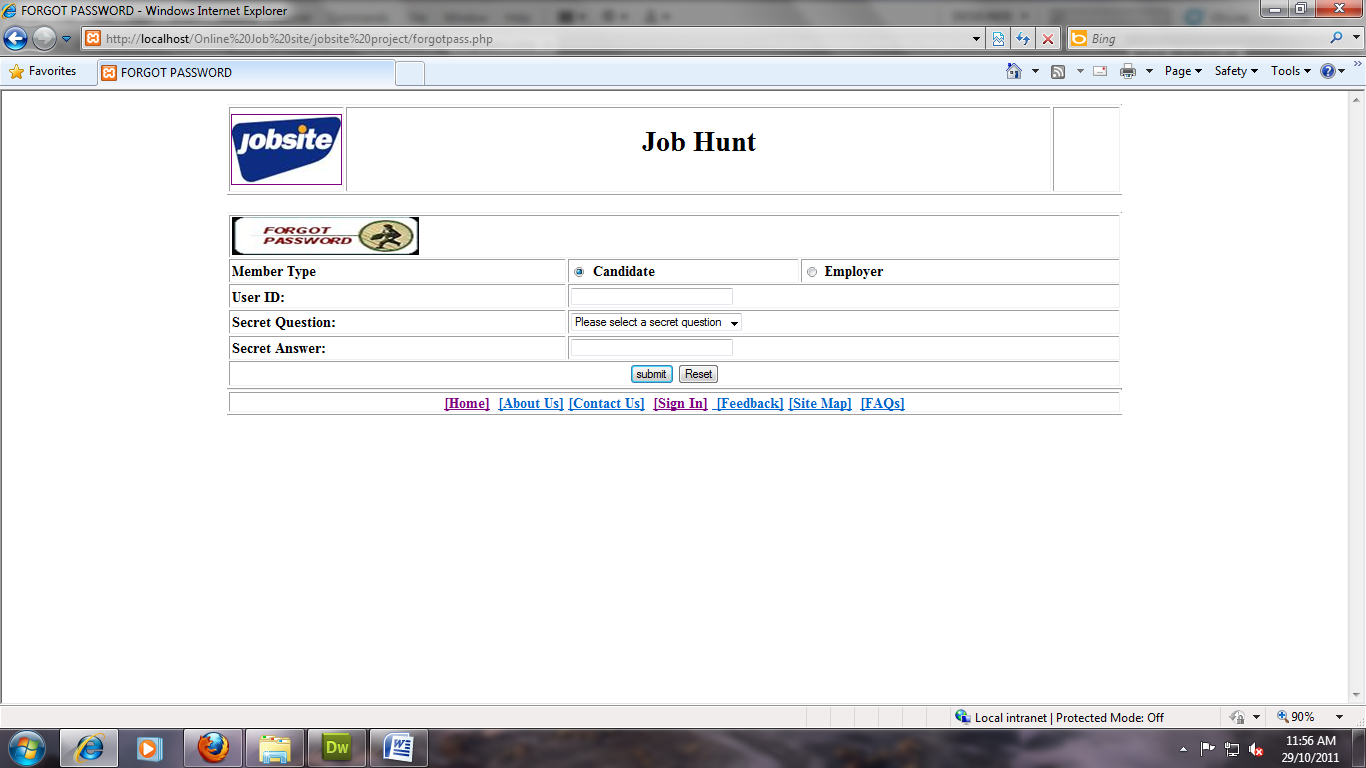 FORGOT PASSWORD - Windows Internet Explorer
http://localhost/Online%20Job%20site/jobsite%20project/forgotpass.php
Bing
Favorites
FORGOT PASSWORD
Page
Safety
Tools
jobsite
Job Hunt
FORGOT
PASSWORD
Member Type
Candidate
Employer
User ID:
Secret Question:
Please select a secret question
Secret Answer:
submit
Reset
[Home] [About Us] [Contact Us] [Sign In] [Feedback] [Site Map] [FAQs]
Local intranet | Protected Mode: Off
90%
Dw
11:56 AM
29/10/2011